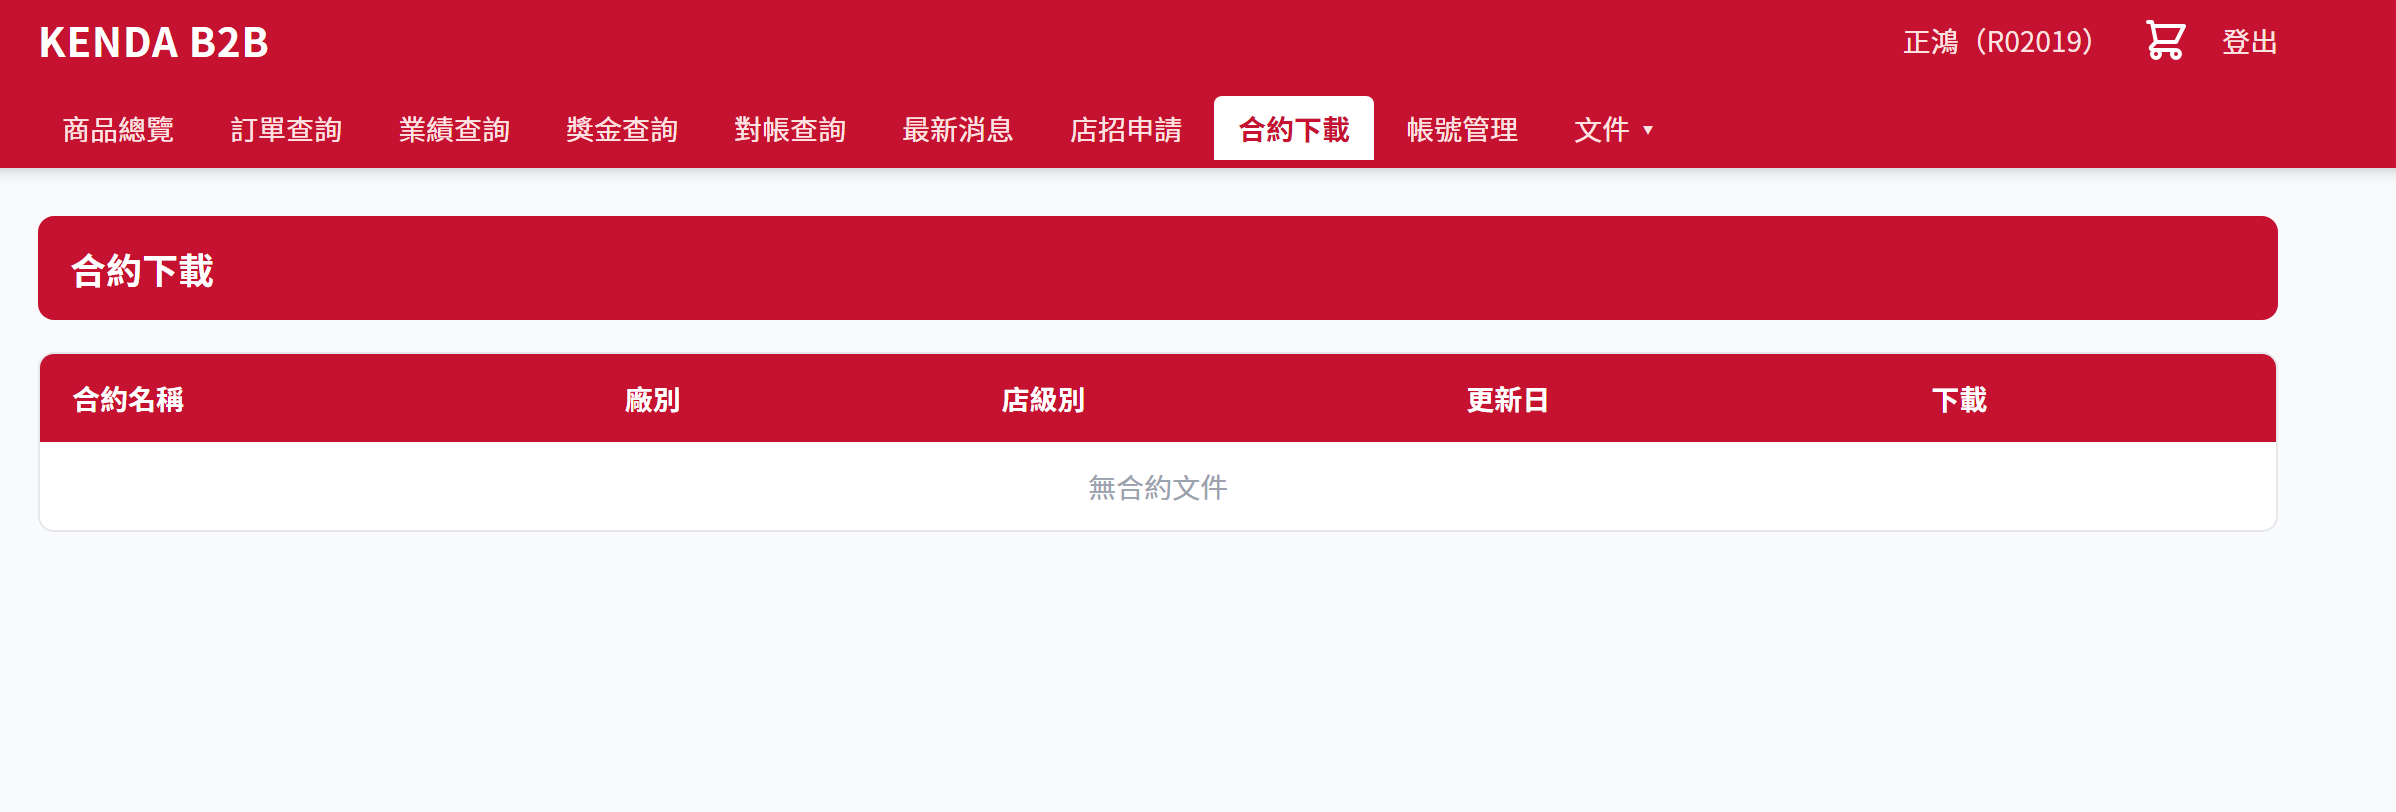 KENDA B2B
正鴻（R02019）
登出
商品總覽 訂單查詢 業績查詢 獎金查詢 對帳查詢 最新消息 店招申請 合約下載 帳號管理 文件 ▼
合約下載
合約名稱 廠別 店級別 更新日 下載
無合約文件